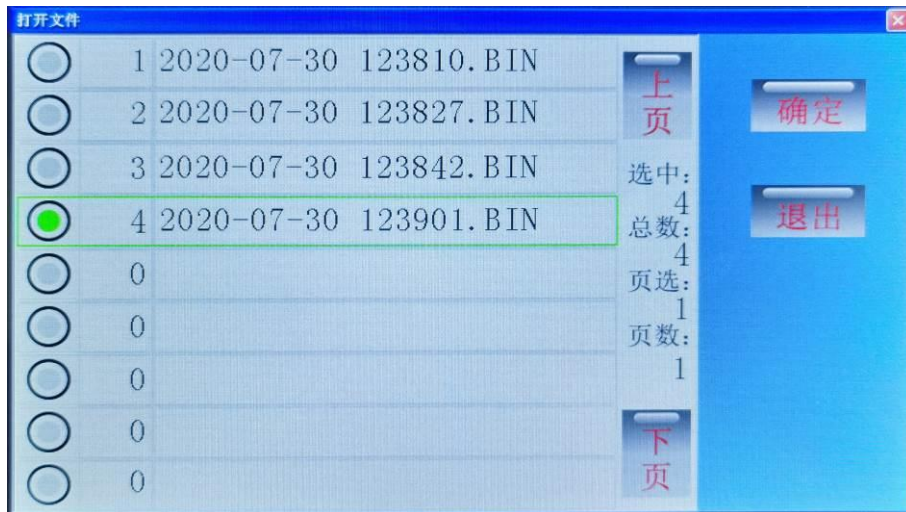 打开文件
1 2020-07-30 123810.BIN
2 2020-07-30 123827.BIN
3 2020-07-30 123842.BIN
4 2020-07-30 123901.BIN
0
0
0
0
0
上页
选中:
4
总数:
4
页选:
1
页数:
1
下页
确定
退出